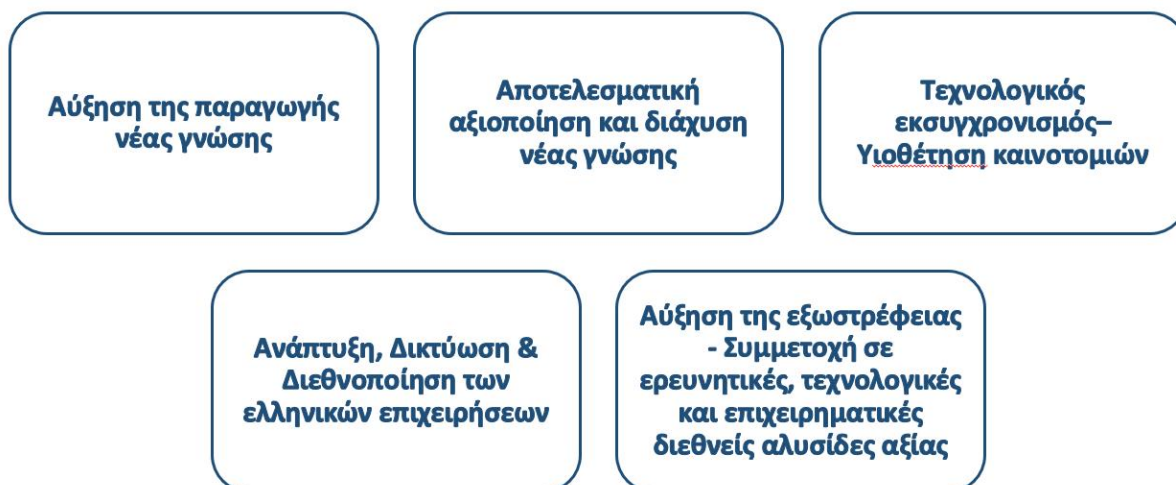 Αύξηση της παραγωγής
νέας γνώσης
Αποτελεσματική
αξιοποίηση και διάχυση
νέας γνώσης
Τεχνολογικός
εκσυγχρονισμός–
Υιοθέτηση καινοτομιών
Ανάπτυξη, Δικτύωση &
Διεθνοποίηση των
ελληνικών επιχειρήσεων
Αύξηση της εξωστρέφειας
- Συμμετοχή σε
ερευνητικές, τεχνολογικές
και επιχειρηματικές
διεθνείς αλυσίδες αξίας